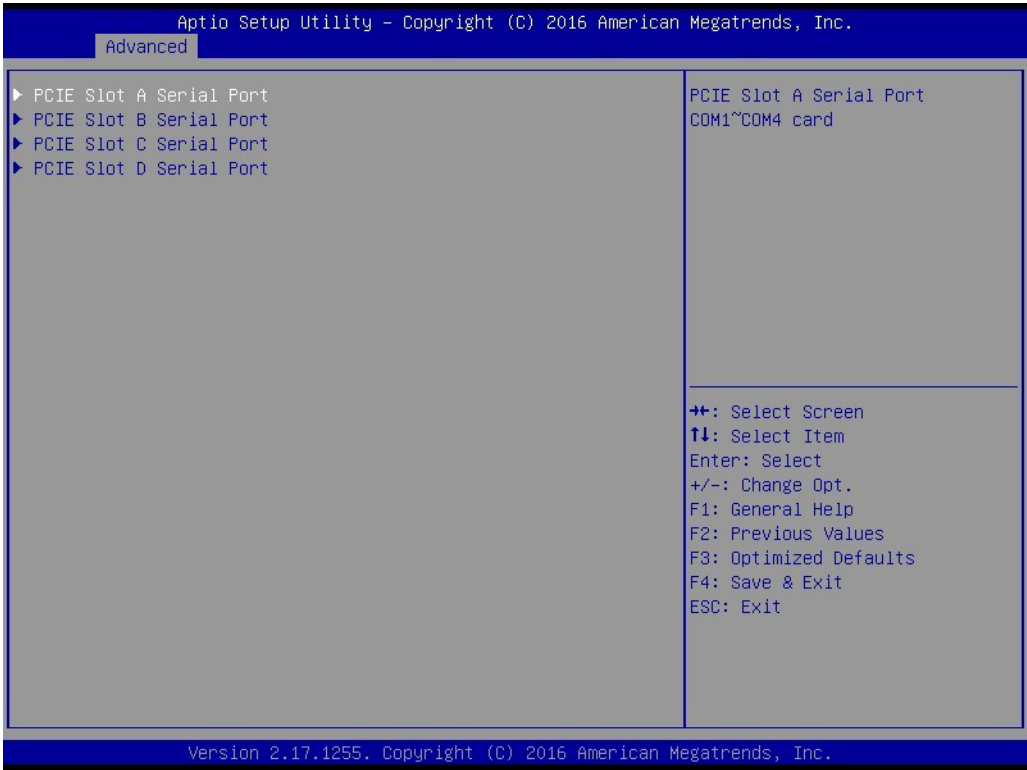 Aptio Setup Utility – Copyright (C) 2016 American Megatrends, Inc.
Advanced
PCIE Slot A Serial Port
PCIE Slot B Serial Port
PCIE Slot C Serial Port
PCIE Slot D Serial Port
PCIE Slot A Serial Port
COM1~COM4 card
→←: Select Screen
↑↓: Select Item
Enter: Select
+/-: Change Opt.
F1: General Help
F2: Previous Values
F3: Optimized Defaults
F4: Save & Exit
ESC: Exit
Version 2.17.1255. Copyright (C) 2016 American Megatrends, Inc.